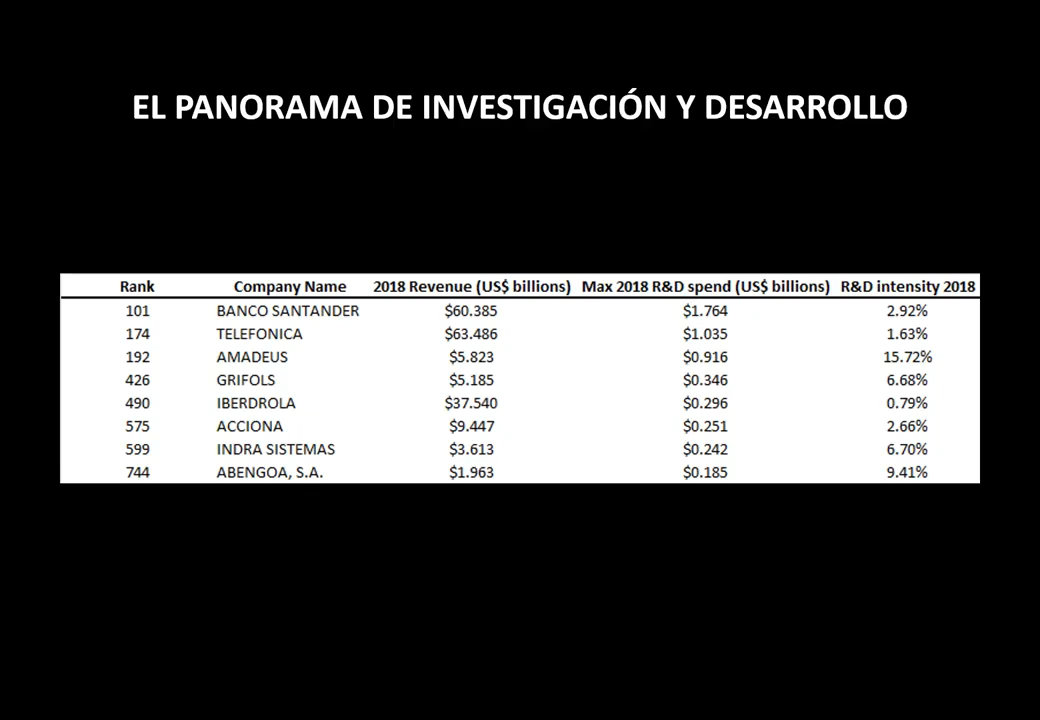 EL PANORAMA DE INVESTIGACIÓN Y DESARROLLO
Rank Company Name 2018 Revenue (US$ billions) Max 2018 R&D spend (US$ billions) R&D intensity 2018
101 BANCO SANTANDER $60.385 $1.764 2.92%
174 TELEFONICA $63.486 $1.035 1.63%
192 AMADEUS $5.823 $0.916 15.72%
426 GRIFOLS $5.185 $0.346 6.68%
490 IBERDROLA $37.540 $0.296 0.79%
575 ACCIONA $9.447 $0.251 2.66%
599 INDRA SISTEMAS $3.613 $0.242 6.70%
744 ABENGOA, S.A. $1.963 $0.185 9.41%